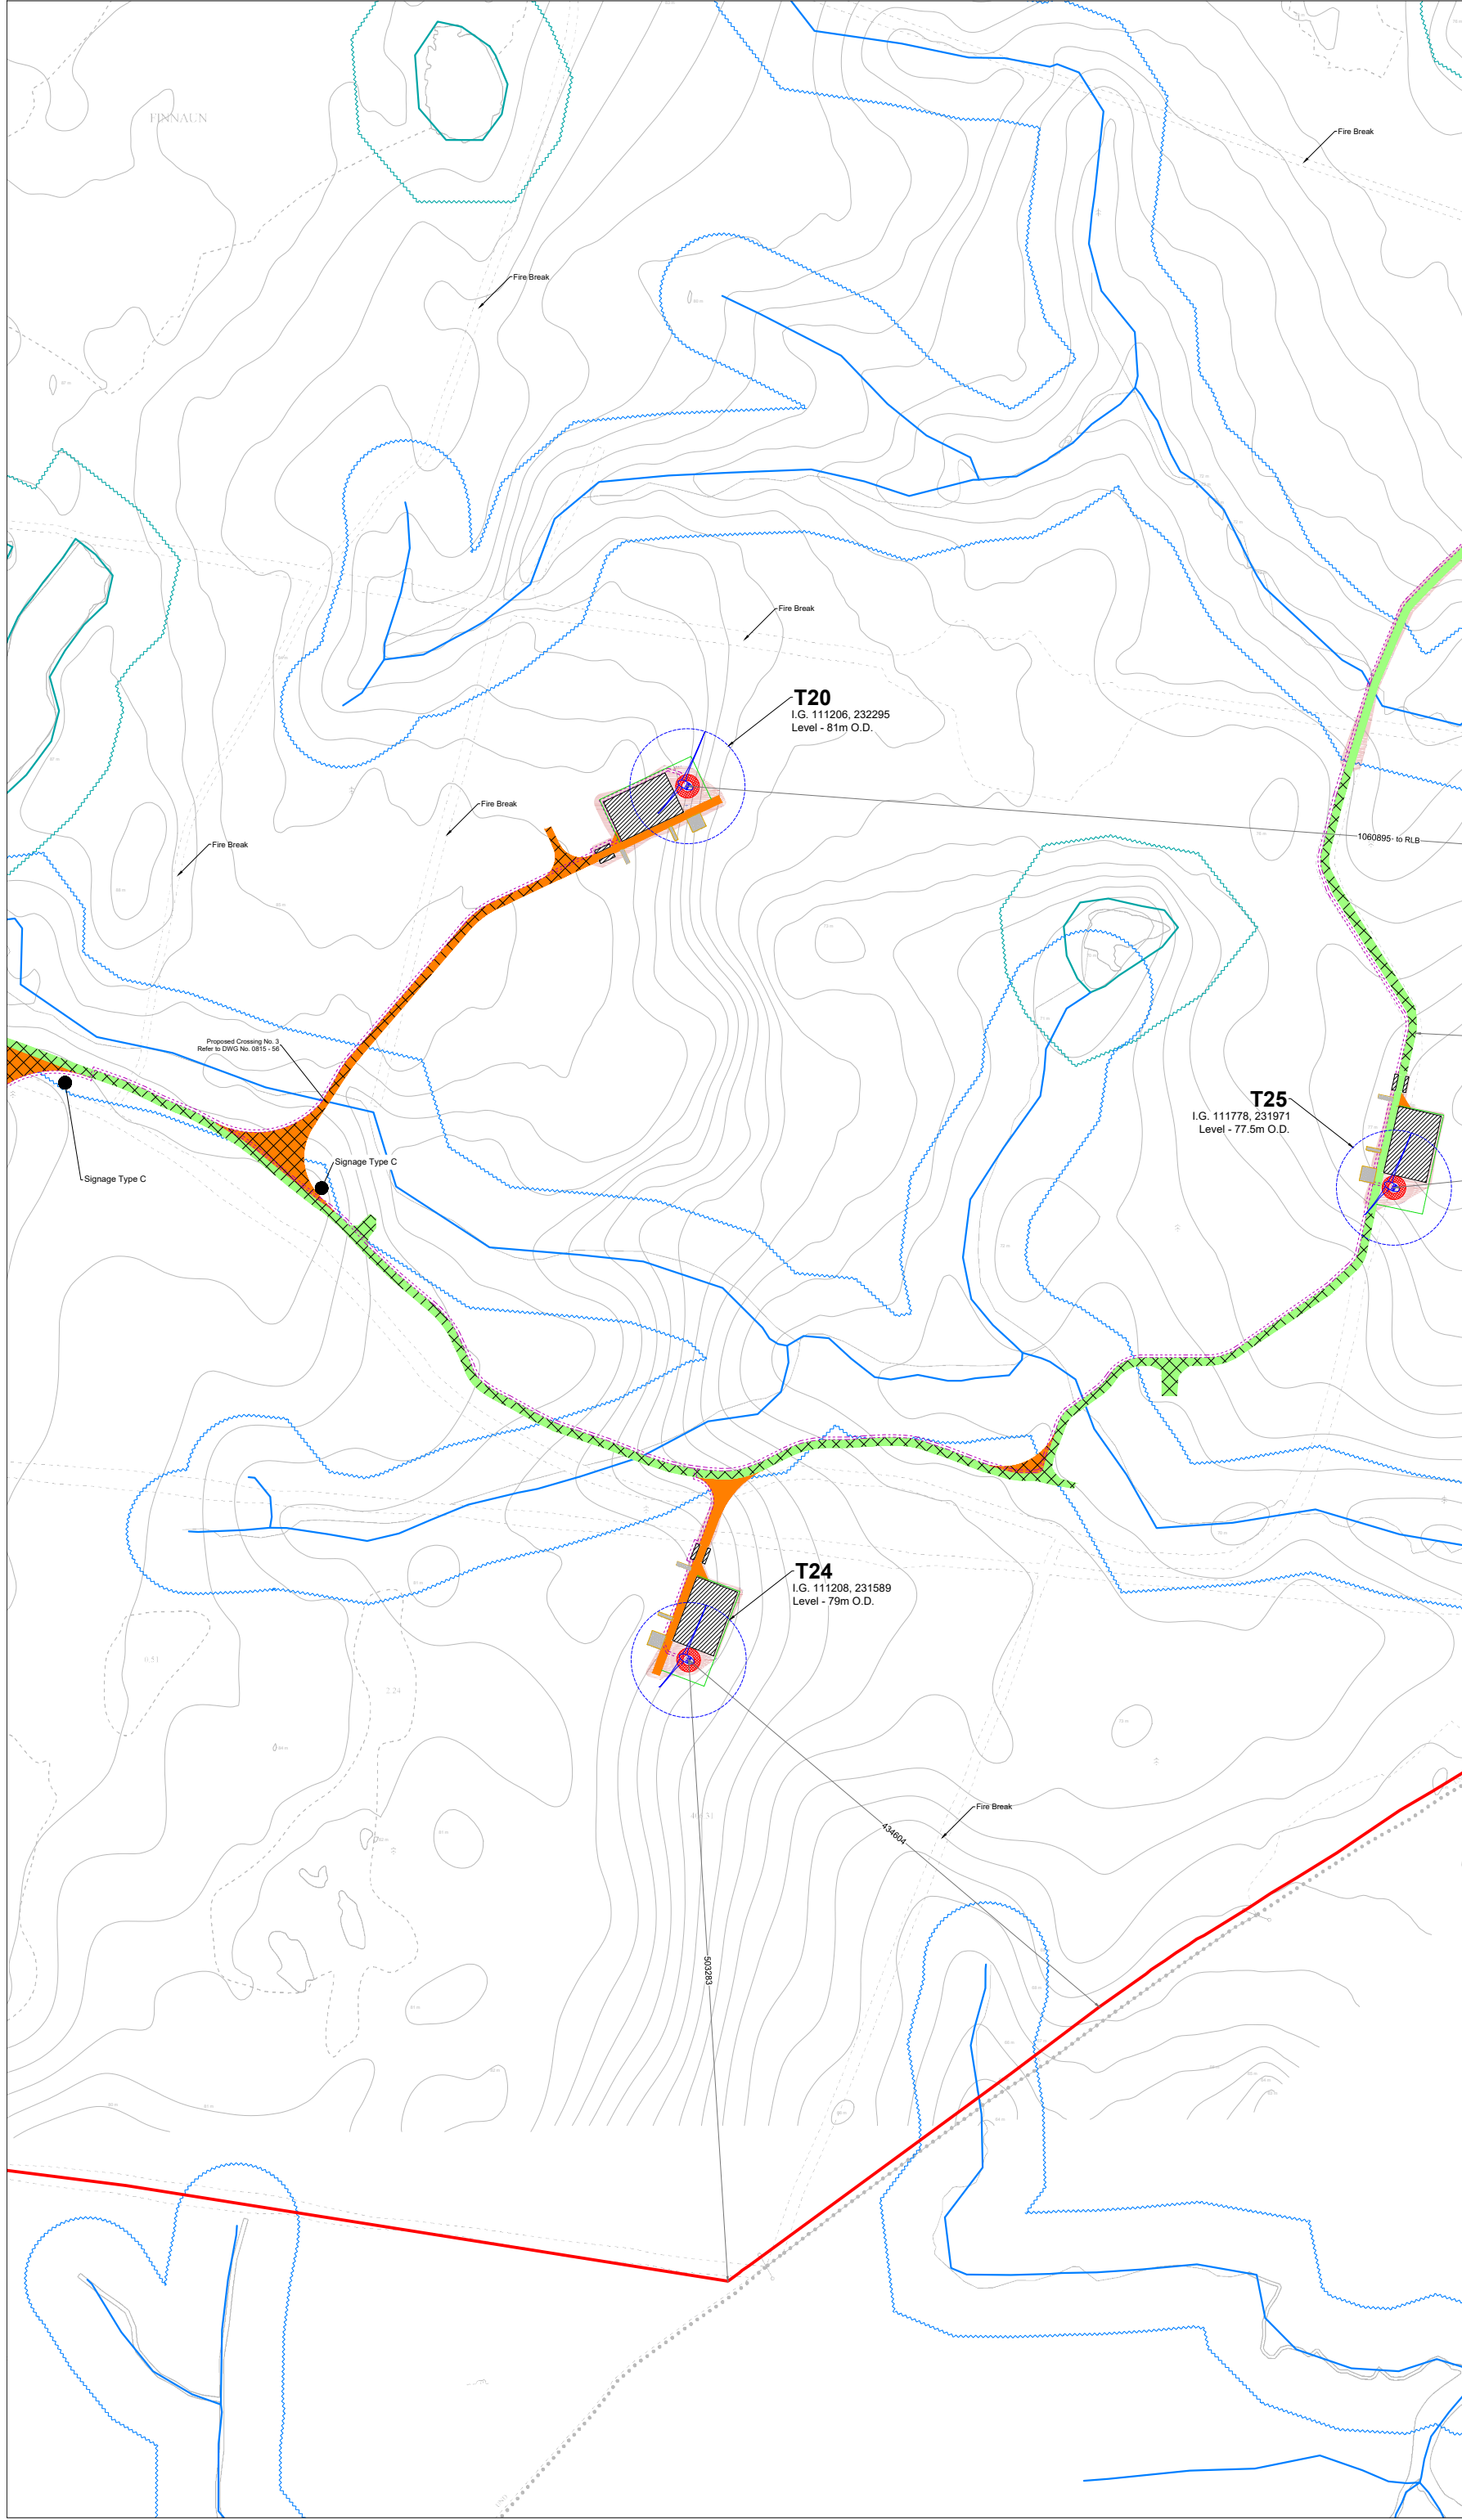 FINNAUN
Fire Break
Fire Break
Fire Break
T20
I.G. 111206, 232295
Level - 81m O.D.
Fire Break
Fire Break
1060895- to RLB
Proposed Crossing No. 3
Refer to DWG No. 0815 - 56
T25
I.G. 111778, 231971
Level - 77.5m O.D.
Signage Type C
Signage Type C
T24
I.G. 111208, 231589
Level - 79m O.D.
Fire Break
434604
503283